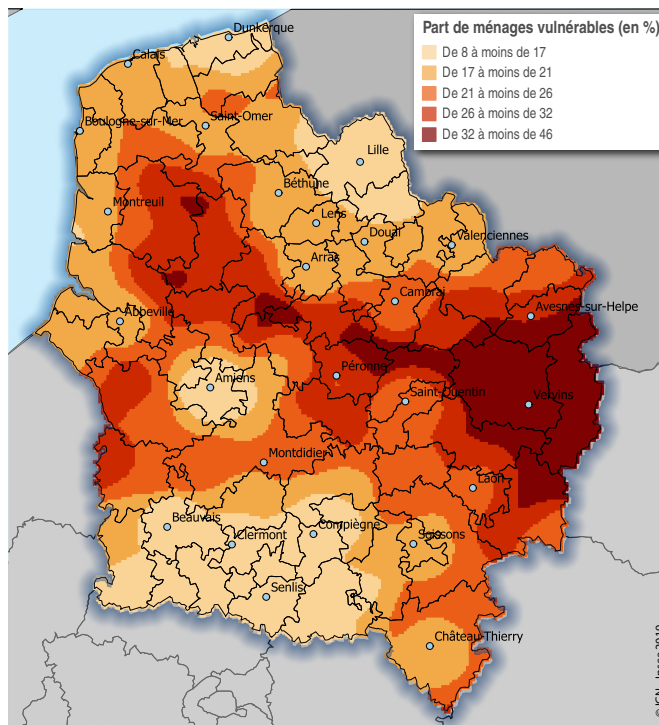 Part de ménages vulnérables (en %)
De 8 à moins de 17
De 17 à moins de 21
De 21 à moins de 26
De 26 à moins de 32
De 32 à moins de 46
Dunkerque
Calais
Boulogne-sur-Mer
Saint-Omer
Lille
Béthune
Montreuil
Lens
Douai
Valenciennes
Arras
Cambrai
Avesnes-sur-Helpe
Abbeville
Péronne
Amiens
Saint-Quentin
Vervins
Montdidier
Laon
Beauvais
Clermont
Compiègne
Soissons
Senlis
Château-Thierry
© IGN - Insee 2019